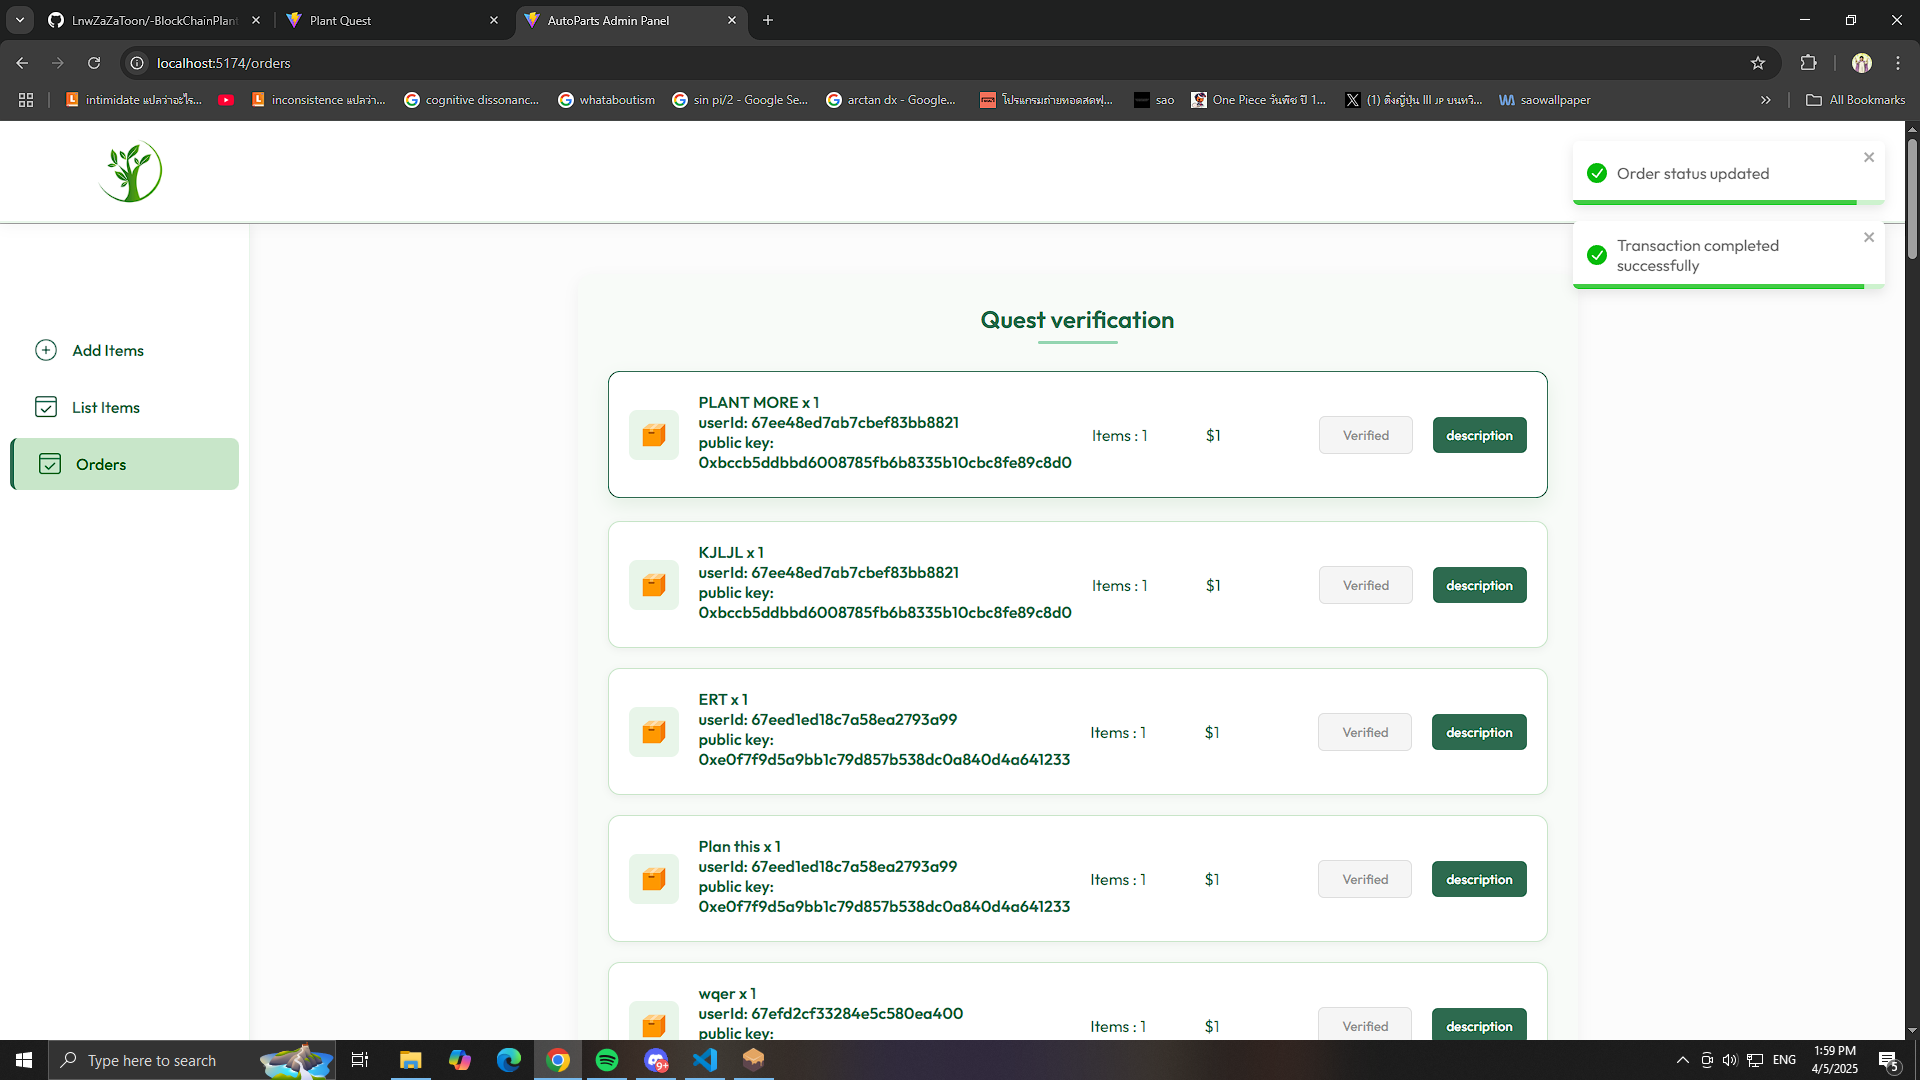 LnwZaZaToon/-BlockChainPlant
Plant Quest
AutoParts Admin Panel
localhost:5174/orders
intimidate แปลว่าอะไร...
inconsistence แปลว่า...
cognitive dissonanc...
whataboutism
sin pi/2 - Google Se...
arctan dx - Google...
โปรแกรมถ่ายทอดสดฟุ...
sao
One Piece วันพีซ ปี 1...
(1) ติ่งญี่ปุ่น lll JP บนทวิ...
saowallpaper
All Bookmarks
Order status updated
Transaction completed
successfully
Add Items
List Items
Orders
Quest verification
PLANT MORE x 1
userId: 67ee48ed7ab7cbef83bb8821
public key:
0xbccb5ddbbd6008785fb6b8335b10cbc8fe89c8d0
Items : 1
$1
Verified
description
KJLJL x 1
userId: 67ee48ed7ab7cbef83bb8821
public key:
0xbccb5ddbbd6008785fb6b8335b10cbc8fe89c8d0
Items : 1
$1
Verified
description
ERT x 1
userId: 67eed1ed18c7a58ea2793a99
public key:
0xe0f7f9d5a9bb1c79d857b538dc0a840d4a641233
Items : 1
$1
Verified
description
Plan this x 1
userId: 67eed1ed18c7a58ea2793a99
public key:
0xe0f7f9d5a9bb1c79d857b538dc0a840d4a641233
Items : 1
$1
Verified
description
wqer x 1
userId: 67efd2cf33284e5c580ea400
public key:
Items : 1
$1
Verified
description
Type here to search
9+
ENG
1:59 PM
4/5/2025
5